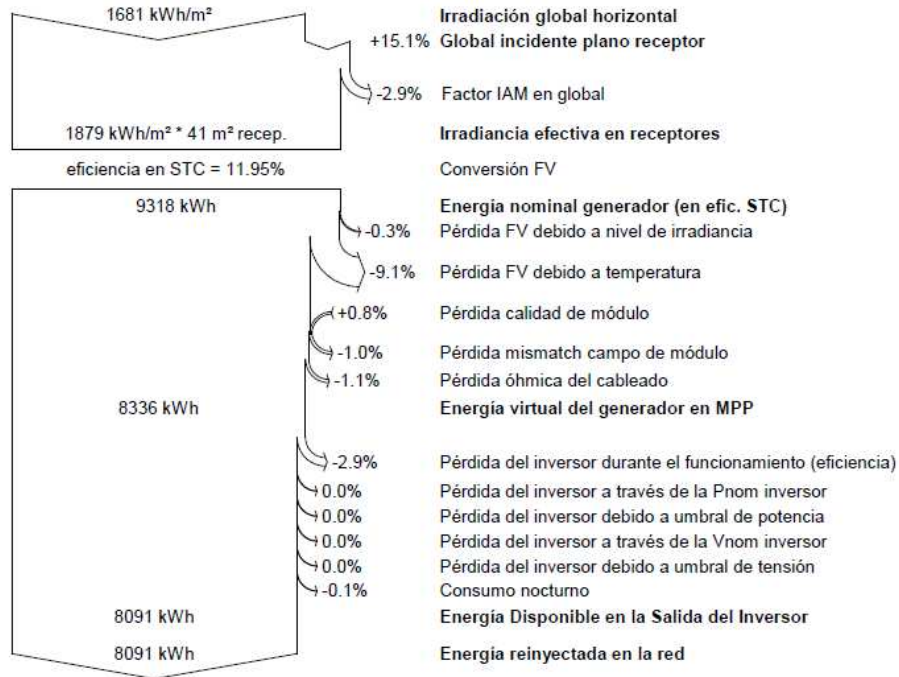 1681 kWh/m² Irradiación global horizontal
+15.1% Global incidente plano receptor
-2.9% Factor IAM en global
1879 kWh/m² * 41 m² recep. Irradiancia efectiva en receptores
eficiencia en STC = 11.95% Conversión FV
9318 kWh Energía nominal generador (en efic. STC)
-0.3% Pérdida FV debido a nivel de irradiancia
-9.1% Pérdida FV debido a temperatura
+0.8% Pérdida calidad de módulo
-1.0% Pérdida mismatch campo de módulo
-1.1% Pérdida óhmica del cableado
8336 kWh Energía virtual del generador en MPP
-2.9% Pérdida del inversor durante el funcionamiento (eficiencia)
0.0% Pérdida del inversor a través de la Pnom inversor
0.0% Pérdida del inversor debido a umbral de potencia
0.0% Pérdida del inversor a través de la Vnom inversor
0.0% Pérdida del inversor debido a umbral de tensión
-0.1% Consumo nocturno
8091 kWh Energía Disponible en la Salida del Inversor
8091 kWh Energía reinyectada en la red